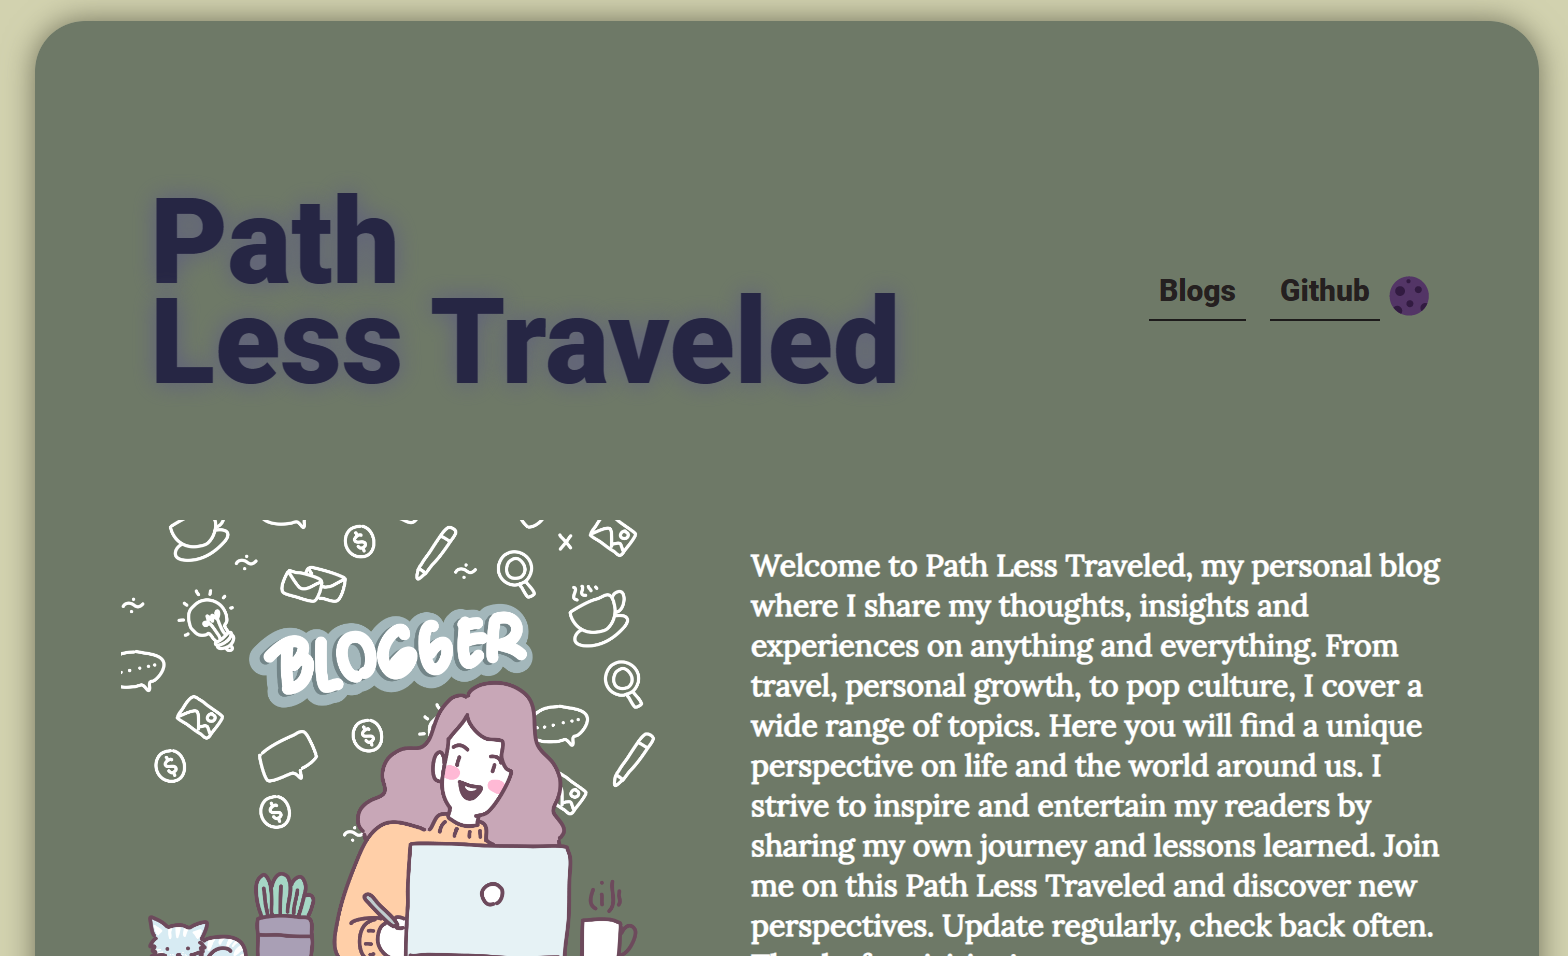 Path
Less Traveled
Blogs
Github
BLOGGER
Welcome to Path Less Traveled, my personal blog
where I share my thoughts, insights and
experiences on anything and everything. From
travel, personal growth, to pop culture, I cover a
wide range of topics. Here you will find a unique
perspective on life and the world around us. I
strive to inspire and entertain my readers by
sharing my own journey and lessons learned. Join
me on this Path Less Traveled and discover new
perspectives. Update regularly, check back often.